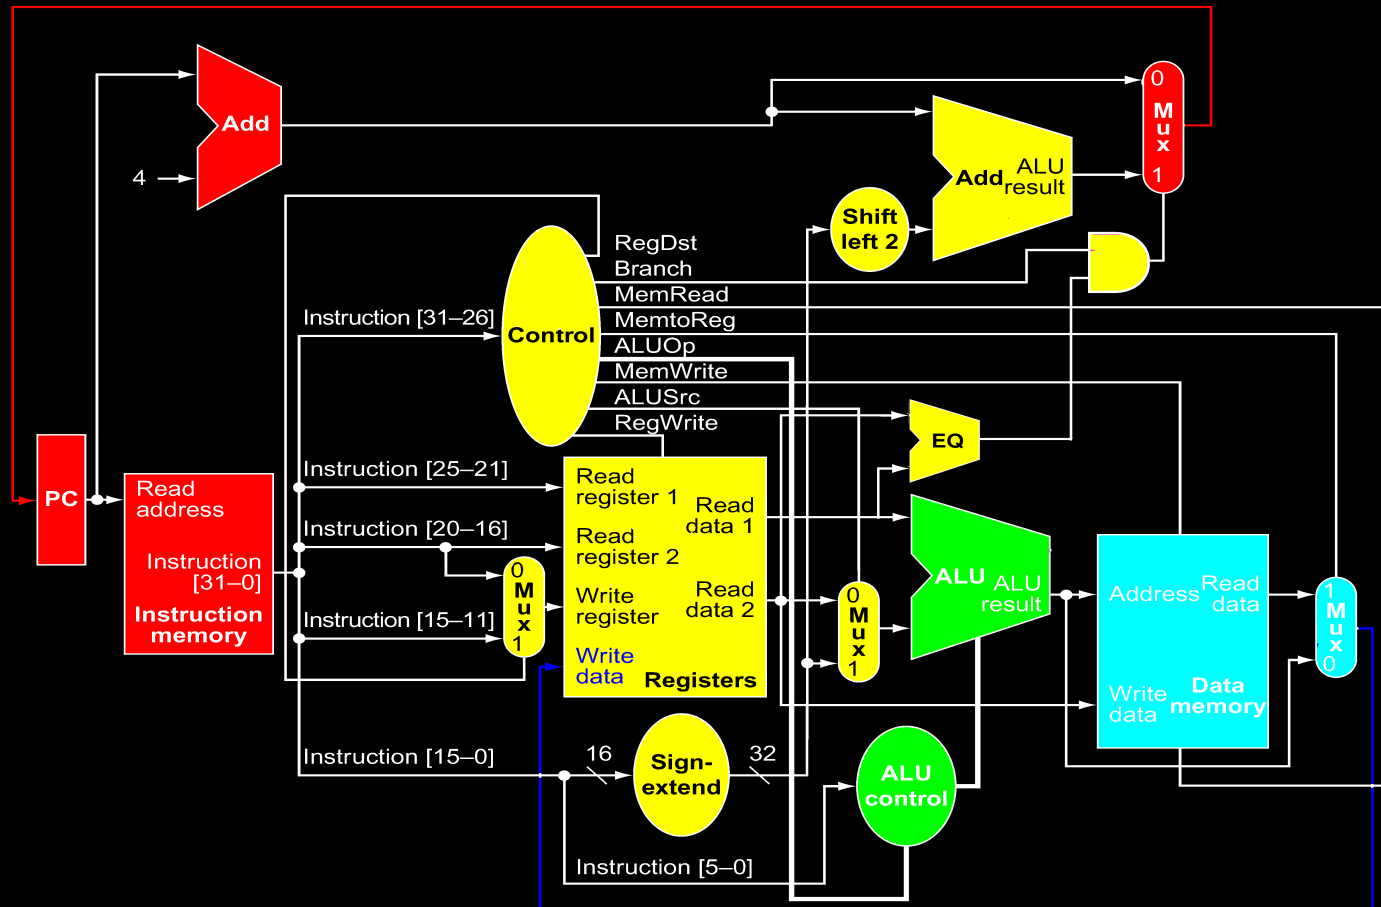 Add
4
0
M
u
x
1
Add
ALU
result
Shift
left 2
RegDst
Branch
MemRead
MemtoReg
ALUOp
MemWrite
ALUSrc
RegWrite
Control
Instruction [31–26]
EQ
PC
Read
address
Instruction
[31–0]
Instruction
memory
Instruction [25–21]
Instruction [20–16]
Instruction [15–11]
0
M
u
x
1
Read
register 1
Read
register 2
Write
register
Write
data
Read
data 1
Read
data 2
Registers
0
M
u
x
1
ALU
ALU
result
Address
Read
data
Write
data
Data
memory
1
M
u
x
0
Instruction [15–0]
16
Sign-
extend
32
ALU
control
Instruction [5–0]